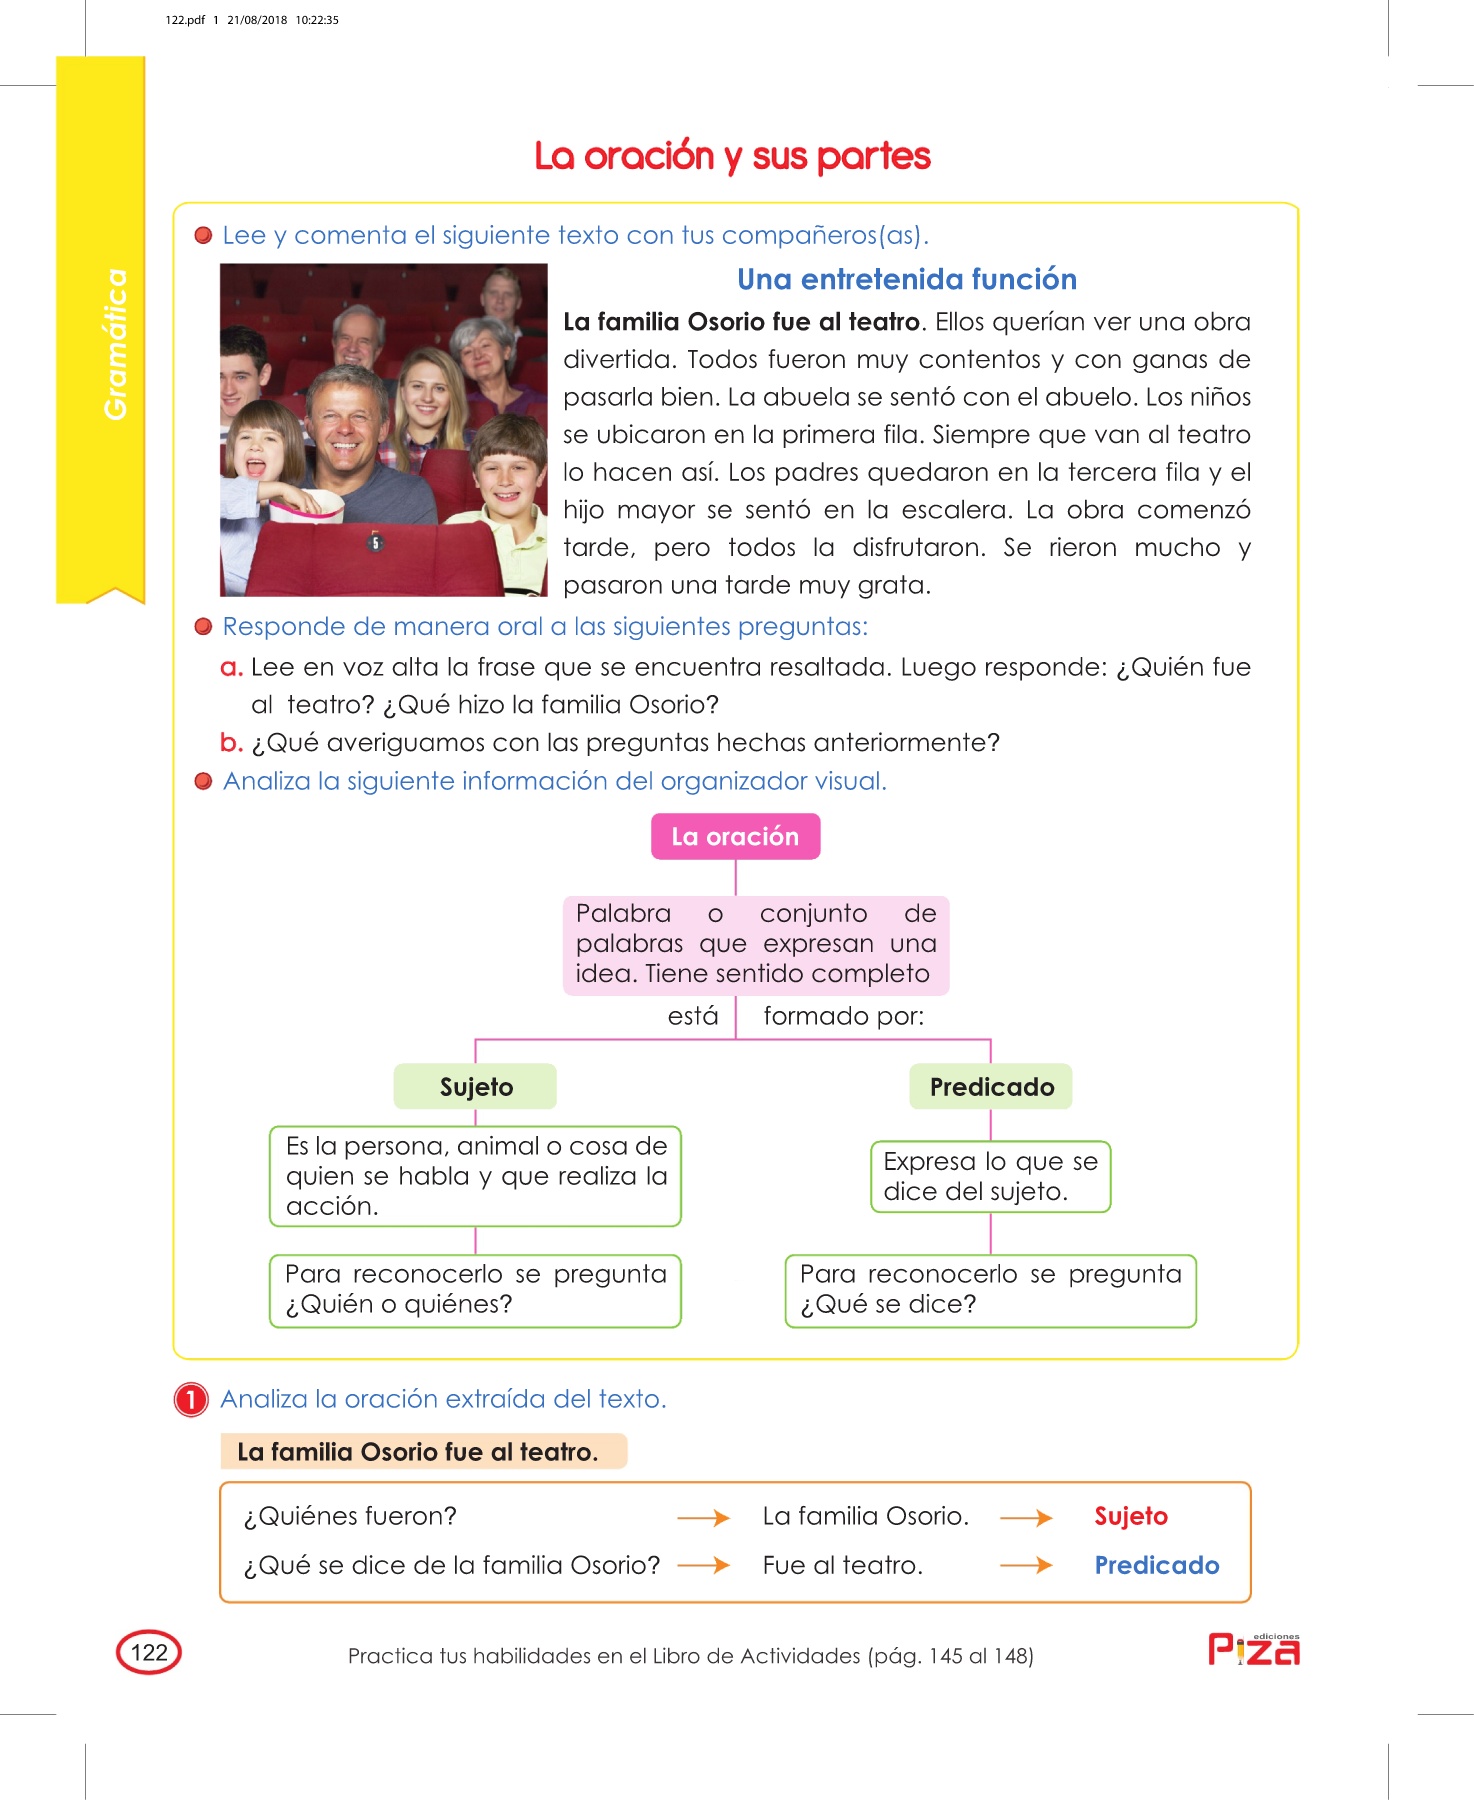 122.pdf 1 21/08/2018 10:22:35
Gramática
La oración y sus partes
Lee y comenta el siguiente texto con tus compañeros(as).
Una entretenida función
La familia Osorio fue al teatro. Ellos querían ver una obra
divertida. Todos fueron muy contentos y con ganas de
pasarla bien. La abuela se sentó con el abuelo. Los niños
se ubicaron en la primera fila. Siempre que van al teatro
lo hacen así. Los padres quedaron en la tercera fila y el
hijo mayor se sentó en la escalera. La obra comenzó
tarde, pero todos la disfrutaron. Se rieron mucho y
pasaron una tarde muy grata.
5
Responde de manera oral a las siguientes preguntas:
a. Lee en voz alta la frase que se encuentra resaltada. Luego responde: ¿Quién fue
al teatro? ¿Qué hizo la familia Osorio?
b. ¿Qué averiguamos con las preguntas hechas anteriormente?
Analiza la siguiente información del organizador visual.
La oración
Palabra o conjunto de
palabras que expresan una
idea. Tiene sentido completo
está formado por:
Sujeto
Es la persona, animal o cosa de
quien se habla y que realiza la
acción.
Para reconocerlo se pregunta
¿Quién o quiénes?
Predicado
Expresa lo que se
dice del sujeto.
Para reconocerlo se pregunta
¿Qué se dice?
1 Analiza la oración extraída del texto.
La familia Osorio fue al teatro.
¿Quiénes fueron? La familia Osorio. Sujeto
¿Qué se dice de la familia Osorio? Fue al teatro. Predicado
122
Practica tus habilidades en el Libro de Actividades (pág. 145 al 148)
ediciones
Piza